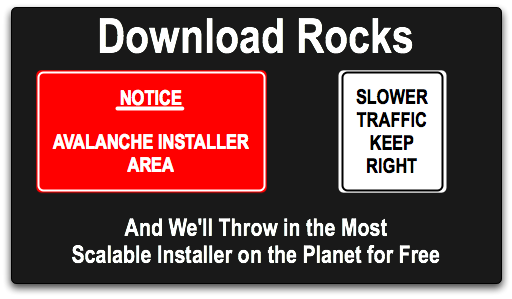 Download Rocks
NOTICE
AVALANCHE INSTALLER
AREA
SLOWER
TRAFFIC
KEEP
RIGHT
And We'll Throw in the Most
Scalable Installer on the Planet for Free